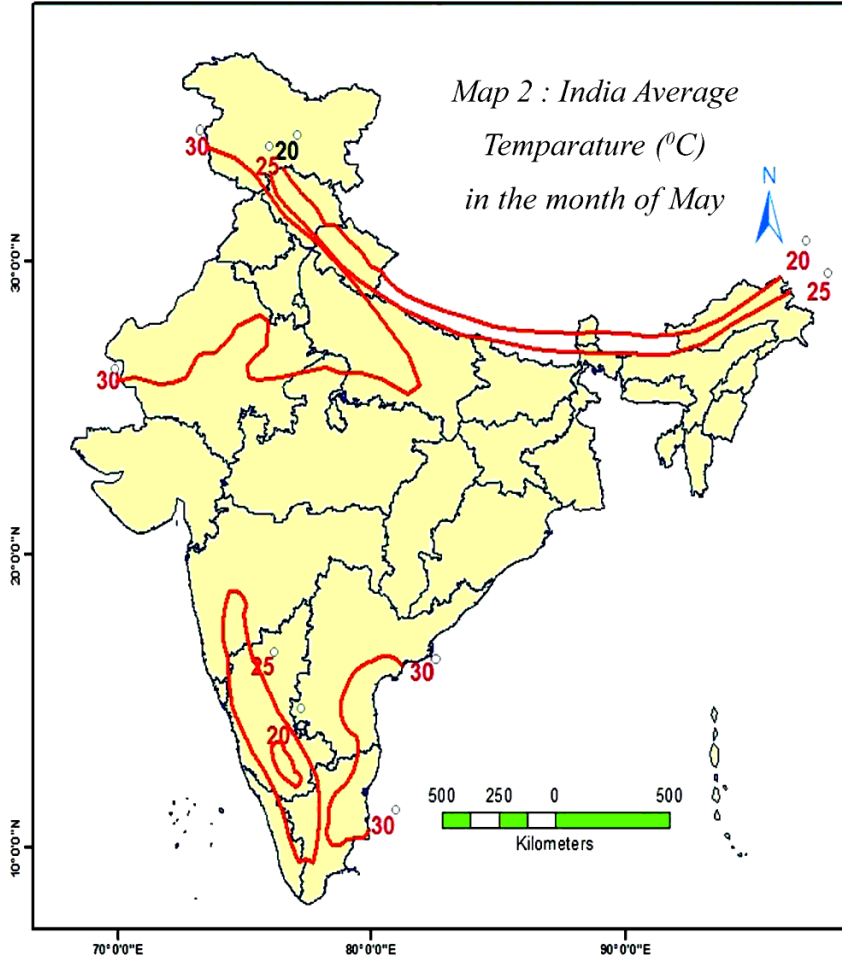 Map 2 : India Average
Temparature (⁰C)
in the month of May
N
30
25
20
20
25
30
25
20
30
30
500 250 0 500
Kilometers
30°0'0"N
20°0'0"N
10°0'0"N
70°0'0"E 80°0'0"E 90°0'0"E